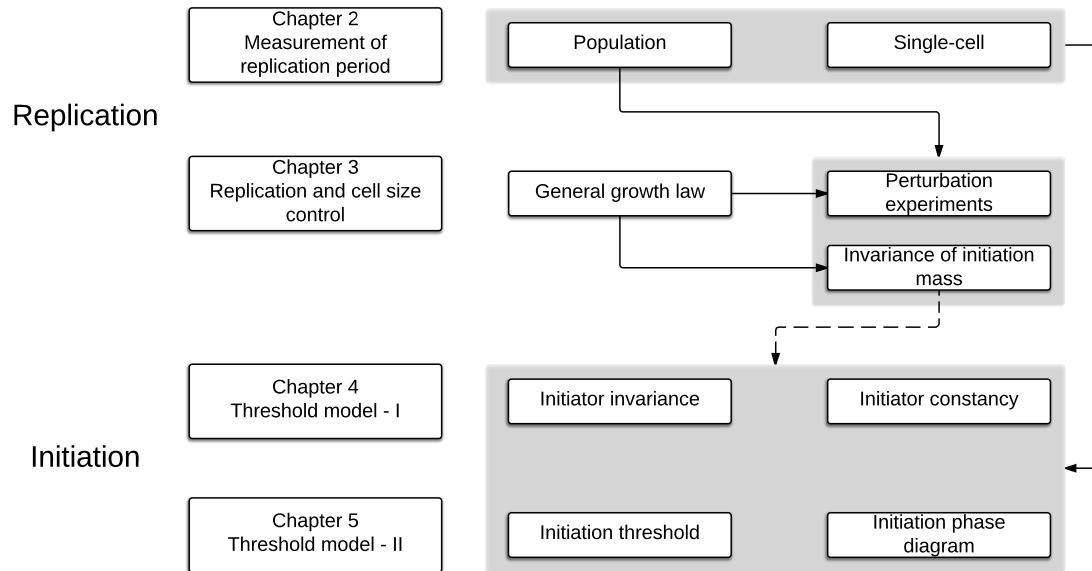 Chapter 2
Measurement of
replication period
Population
Single-cell
Replication
Chapter 3
Replication and cell size
control
General growth law
Perturbation
experiments
Invariance of initiation
mass
Chapter 4
Threshold model - I
Initiator invariance
Initiator constancy
Initiation
Chapter 5
Threshold model - II
Initiation threshold
Initiation phase
diagram